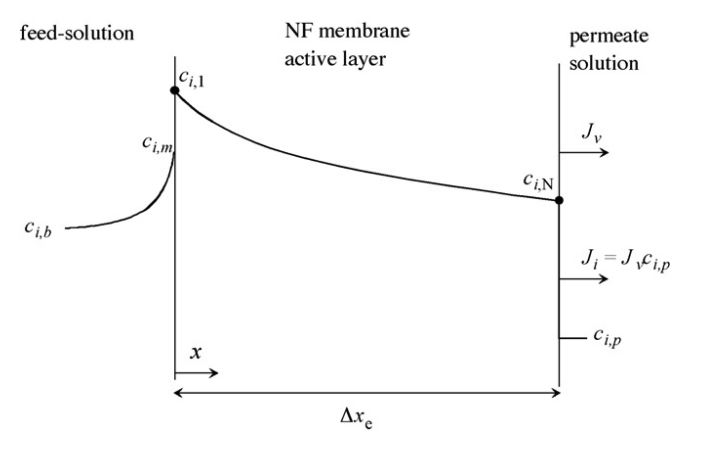 feed-solution
NF membrane
active layer
permeate
solution
c_{i,1}
c_{i,m}
c_{i,b}
c_{i,N}
J_v
J_i = J_v c_{i,p}
c_{i,p}
x
Δx_e